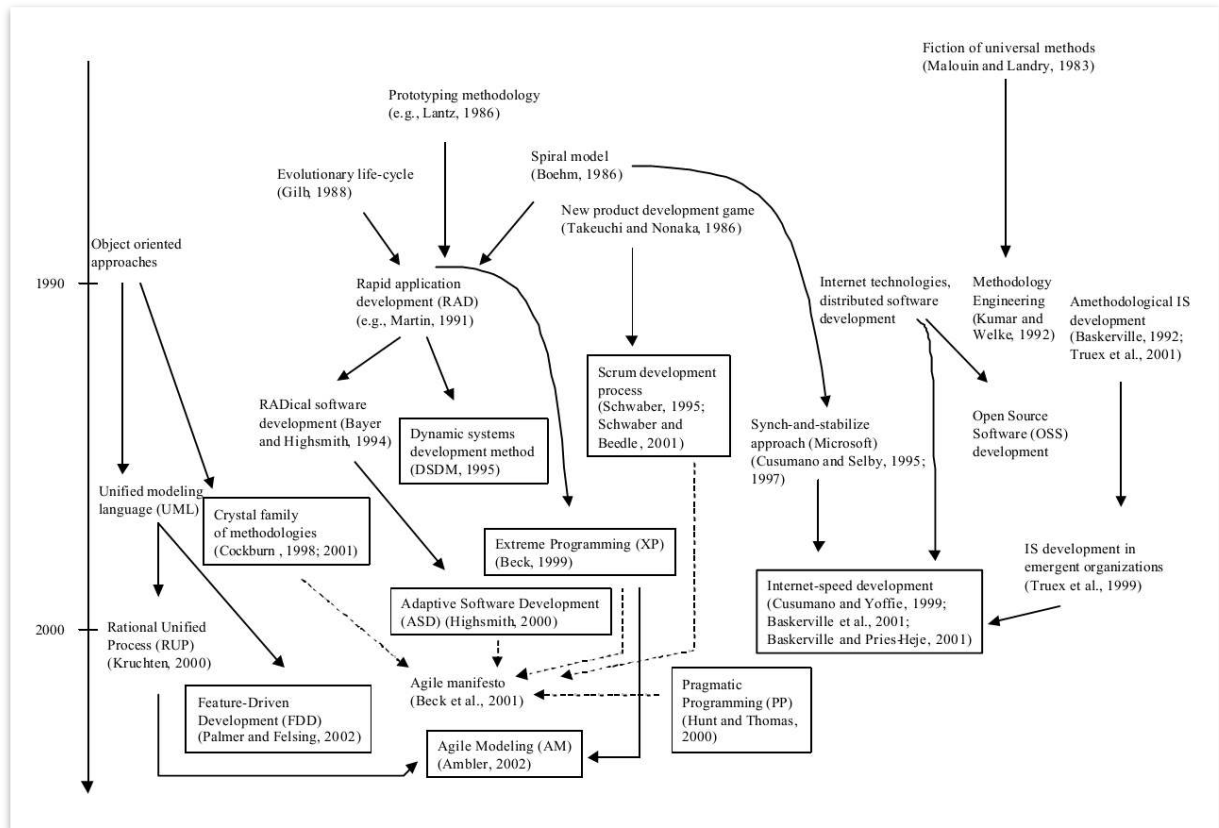 Fiction of universal methods
(Malouin and Landry, 1983)
Prototyping methodology
(e.g., Lantz, 1986)
Spiral model
(Boehm, 1986)
Evolutionary life-cycle
(Gilb, 1988)
New product development game
(Takeuchi and Nonaka, 1986)
Object oriented
approaches
1990
Rapid application
development (RAD)
(e.g., Martin, 1991)
Internet technologies,
distributed software
development
Methodology
Engineering
(Kumar and
Welke, 1992)
Amethodological IS
development
(Baskerville, 1992;
Truex et al., 2001)
Scrum development
process
(Schwaber, 1995;
Schwaber and
Beedle, 2001)
RADical software
development (Bayer
and Highsmith, 1994)
Dynamic systems
development method
(DSDM, 1995)
Synch-and-stabilize
approach (Microsoft)
(Cusumano and Selby, 1995;
1997)
Open Source
Software (OSS)
development
Unified modeling
language (UML)
Crystal family
of methodologies
(Cockburn , 1998; 2001)
Extreme Programming (XP)
(Beck, 1999)
IS development in
emergent organizations
(Truex et al., 1999)
Adaptive Software Development
(ASD) (Highsmith, 2000)
Internet-speed development
(Cusumano and Yoffie, 1999;
Baskerville et al., 2001;
Baskerville and Pries-Heje, 2001)
2000
Rational Unified
Process (RUP)
(Kruchten, 2000)
Agile manifesto
(Beck et al., 2001)
Pragmatic
Programming (PP)
(Hunt and Thomas,
2000)
Feature-Driven
Development (FDD)
(Palmer and Felsing, 2002)
Agile Modeling (AM)
(Ambler, 2002)